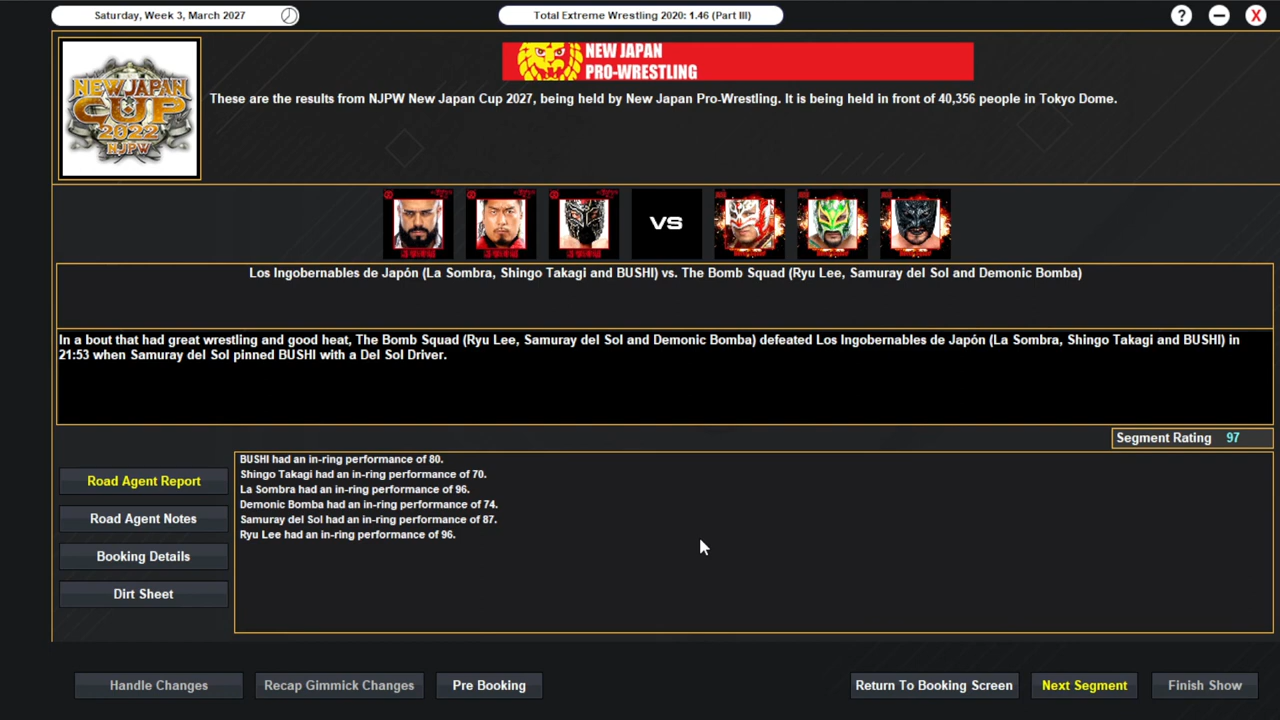 Saturday, Week 3, March 2027
Total Extreme Wrestling 2020: 1.46 (Part III)
?
X
NEW JAPAN
CUP
2022
NJPW
NEW JAPAN
PRO-WRESTLING
These are the results from NJPW New Japan Cup 2027, being held by New Japan Pro-Wrestling. It is being held in front of 40,356 people in Tokyo Dome.
VS
Los Ingobernables de Japón (La Sombra, Shingo Takagi and BUSHI) vs. The Bomb Squad (Ryu Lee, Samuray del Sol and Demonic Bomba)
In a bout that had great wrestling and good heat, The Bomb Squad (Ryu Lee, Samuray del Sol and Demonic Bomba) defeated Los Ingobernables de Japón (La Sombra, Shingo Takagi and BUSHI) in
21:53 when Samuray del Sol pinned BUSHI with a Del Sol Driver.
Segment Rating 97
Road Agent Report
Road Agent Notes
Booking Details
Dirt Sheet
BUSHI had an in-ring performance of 80.
Shingo Takagi had an in-ring performance of 70.
La Sombra had an in-ring performance of 96.
Demonic Bomba had an in-ring performance of 74.
Samuray del Sol had an in-ring performance of 87.
Ryu Lee had an in-ring performance of 96.
Handle Changes
Recap Gimmick Changes
Pre Booking
Return To Booking Screen
Next Segment
Finish Show